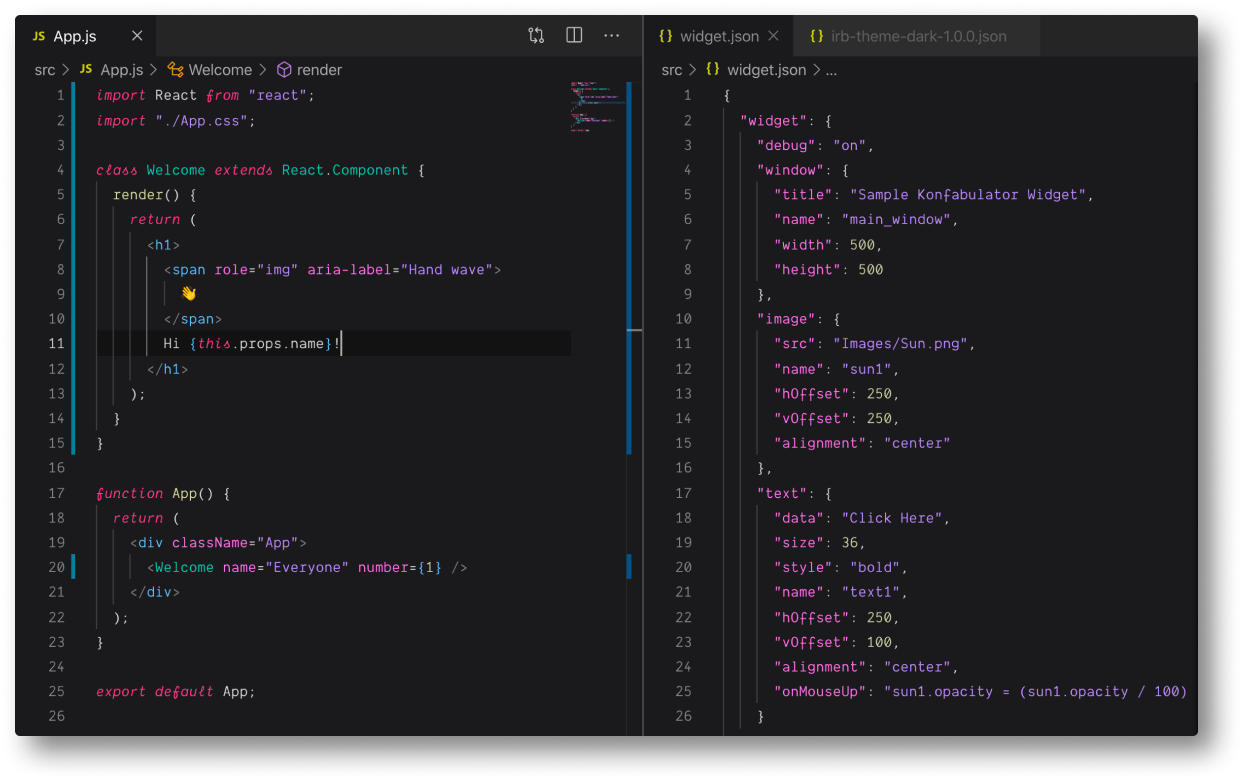 JS App.js
src > JS App.js > Welcome > render
1 import React from "react";
2 import "./App.css";
3
4 class Welcome extends React.Component {
5 render() {
6 return (
7 <h1>
8 <span role="img" aria-label="Hand wave">
9 👋
10 </span>
11 Hi {this.props.name}!
12 </h1>
13 );
14 }
15 }
16
17 function App() {
18 return (
19 <div className="App">
20 <Welcome name="Everyone" number={1} />
21 </div>
22 );
23 }
24
25 export default App;
26
{} widget.json {} irb-theme-dark-1.0.0.json
src > {} widget.json > ...
1 {
2 "widget": {
3 "debug": "on",
4 "window": {
5 "title": "Sample Konfabulator Widget",
6 "name": "main_window",
7 "width": 500,
8 "height": 500
9 },
10 "image": {
11 "src": "Images/Sun.png",
12 "name": "sun1",
13 "hOffset": 250,
14 "vOffset": 250,
15 "alignment": "center"
16 },
17 "text": {
18 "data": "Click Here",
19 "size": 36,
20 "style": "bold",
21 "name": "text1",
22 "hOffset": 250,
23 "vOffset": 100,
24 "alignment": "center",
25 "onMouseUp": "sun1.opacity = (sun1.opacity / 100)
26 }